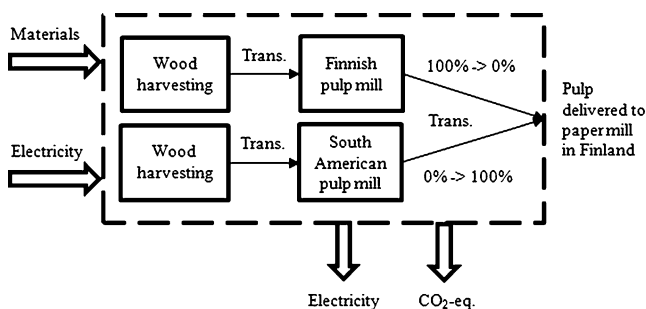 Materials
Wood
harvesting
Trans.
Finnish
pulp mill
100% -> 0%
Pulp
delivered to
paper mill
in Finland
Trans.
Electricity
Wood
harvesting
Trans.
South
American
pulp mill
0% -> 100%
Electricity
CO₂-eq.